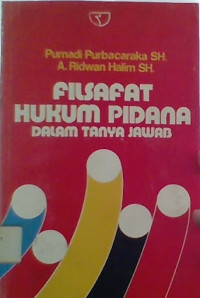 Purnadi Purbacaraka SH.
A. Ridwan Halim SH.
FILSAFAT
HUKUM PIDANA
DALAM TANYA JAWAB